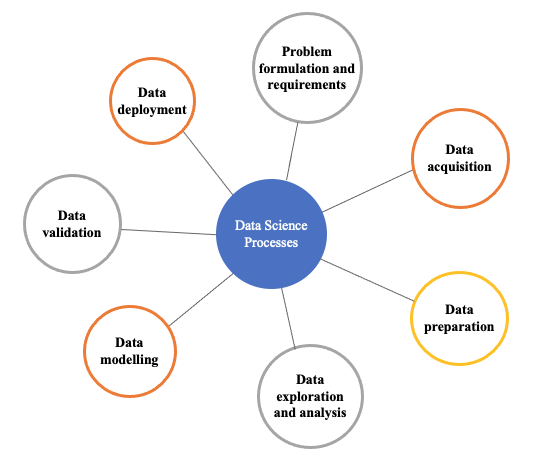 Problem
formulation and
requirements
Data
deployment
Data
acquisition
Data
validation
Data Science
Processes
Data
preparation
Data
modelling
Data
exploration
and analysis